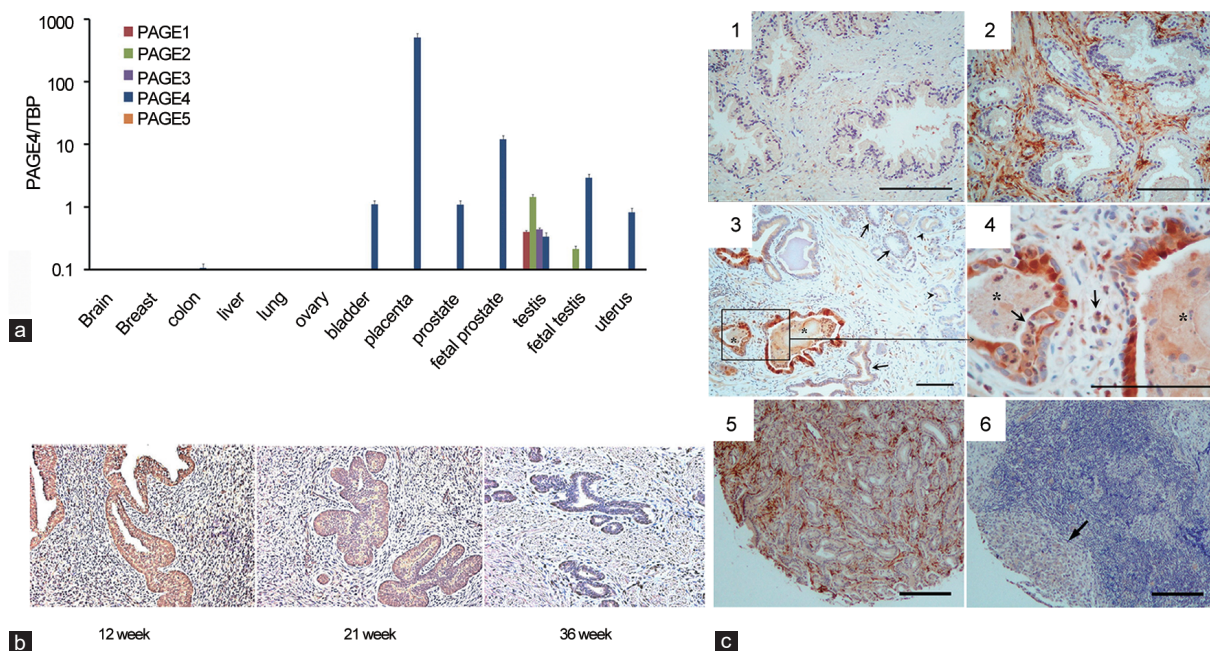 1000
100
10
1
0.1
PAGE4/TBP
PAGE1
PAGE2
PAGE3
PAGE4
PAGE5
Brain
Breast
colon
liver
lung
ovary
bladder
placenta
prostate
fetal prostate
testis
fetal testis
uterus
a
12 week
21 week
36 week
b
1
2
3
*
*
4
*
*
5
6
c